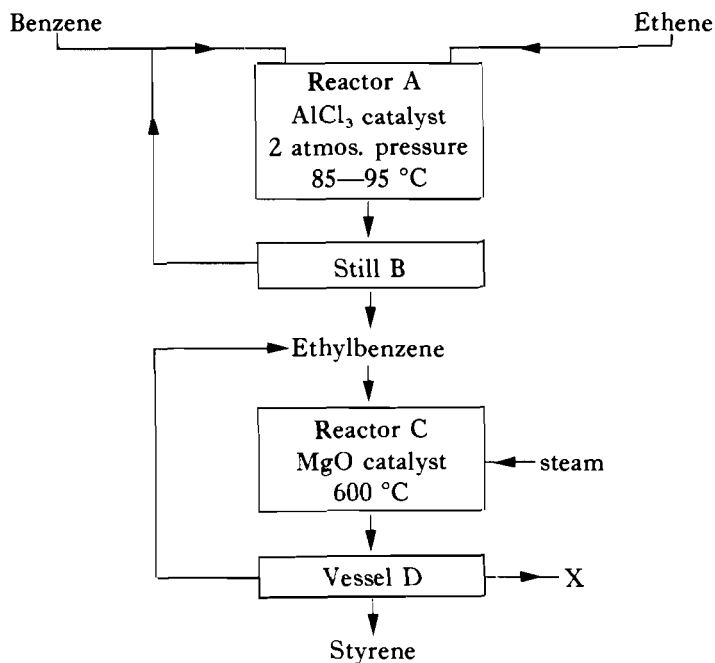 Benzene
Ethene
Reactor A
AlCl₃ catalyst
2 atmos. pressure
85—95 °C
Still B
Ethylbenzene
Reactor C
MgO catalyst
600 °C
steam
Vessel D
X
Styrene